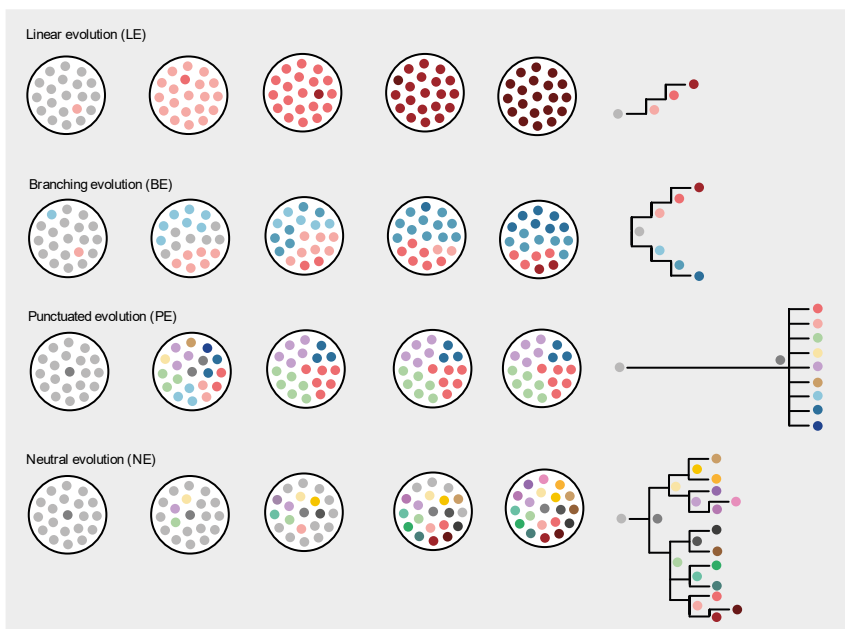 Linear evolution (LE)
Branching evolution (BE)
Punctuated evolution (PE)
Neutral evolution (NE)